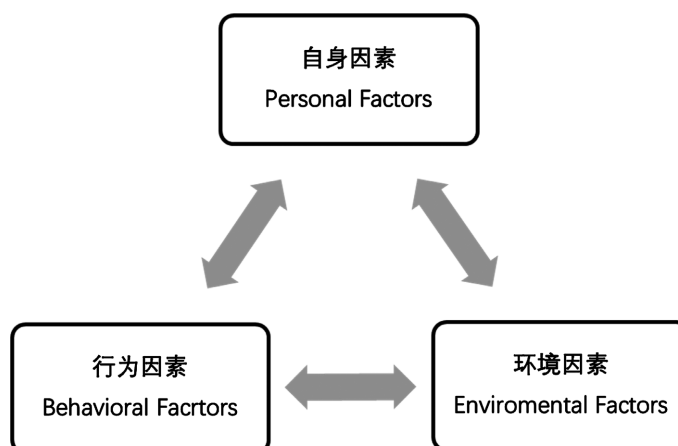 自身因素
Personal Factors
行为因素
Behavioral Facrtors
环境因素
Enviromental Factors